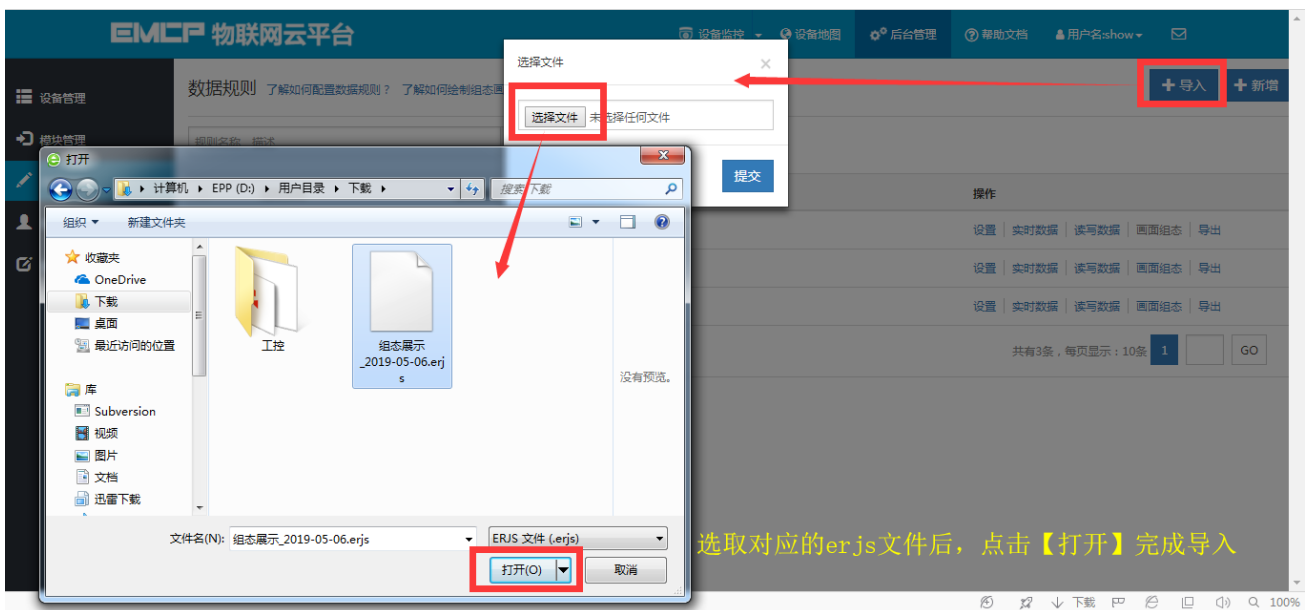 EMCP 物联网云平台
设备监控 设备地图 后台管理 帮助文档 用户名:show
选择文件 ×
设备管理
数据规则 了解如何配置数据规则？ 了解如何绘制组态画
导入 新增
选择文件 未选择任何文件
模块管理
规则名称、描述
打开
提交
计算机 EPP (D:) 用户目录 下载
搜索 下载
操作
组织 新建文件夹
设置 实时数据 读写数据 画面组态 导出
收藏夹
OneDrive
设置 实时数据 读写数据 画面组态 导出
下载
设置 实时数据 读写数据 画面组态 导出
桌面
最近访问的位置
工控
组态展示
_2019-05-06.erj
s
共有3条，每页显示：10条 1 GO
没有预览。
库
Subversion
视频
图片
文档
迅雷下载
文件名(N): 组态展示_2019-05-06.erjs ERJS 文件 (.erjs)
选取对应的erjs文件后，点击【打开】完成导入
打开(O) 取消
下载 100%